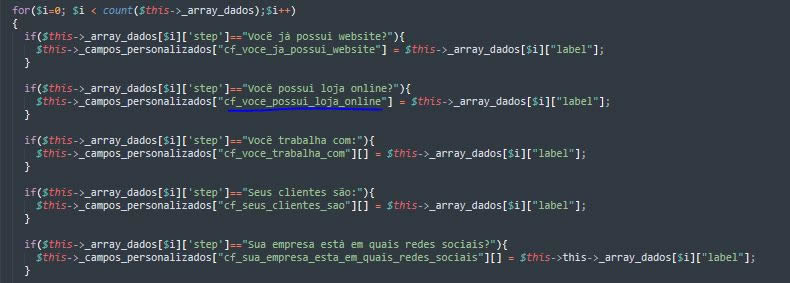 for($i=0; $i < count($this->_array_dados);$i++)
{
if($this->_array_dados[$i]['step']=="Você já possui website?"){
$this->_campos_personalizados["cf_voce_ja_possui_website"] = $this->_array_dados[$i]["label"];
}
if($this->_array_dados[$i]['step']=="Você possui loja online?"){
$this->_campos_personalizados["cf_voce_possui_loja_online"] = $this->_array_dados[$i]["label"];
}
if($this->_array_dados[$i]['step']=="Você trabalha com:"){
$this->_campos_personalizados["cf_voce_trabalha_com"][] = $this->_array_dados[$i]["label"];
}
if($this->_array_dados[$i]['step']=="Seus clientes são:"){
$this->_campos_personalizados["cf_seus_clientes_sao"][] = $this->_array_dados[$i]["label"];
}
if($this->_array_dados[$i]['step']=="Sua empresa está em quais redes sociais?"){
$this->_campos_personalizados["cf_sua_empresa_esta_em_quais_redes_sociais"][] = $this->this->_array_dados[$i]["label"];
}